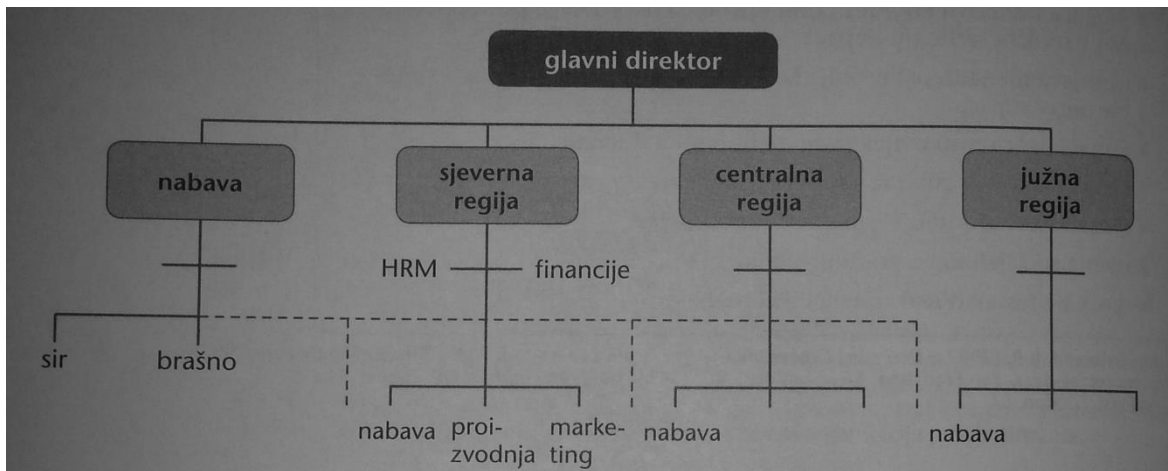 glavni direktor
nabava
sjeverna
regija
centralna
regija
južna
regija
HRM
financije
sir
brašno
nabava
proi-
zvodnja
marke-
ting
nabava
nabava